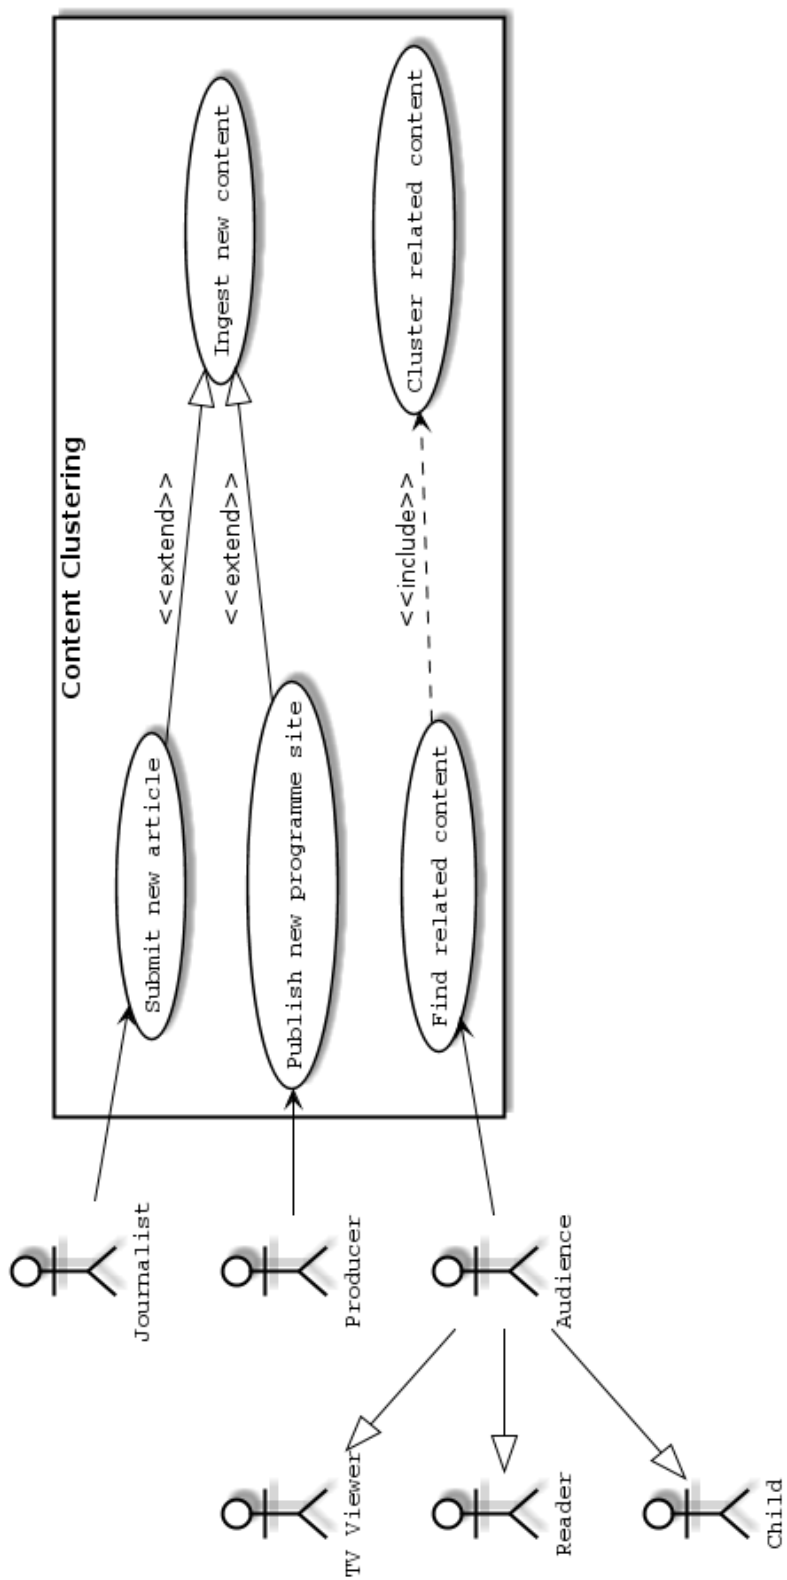 Content Clustering
Ingest new content
Cluster related content
<<extend>>
<<extend>>
<<include>>
Submit new article
Publish new programme site
Find related content
Journalist
Producer
Audience
TV Viewer
Reader
Child